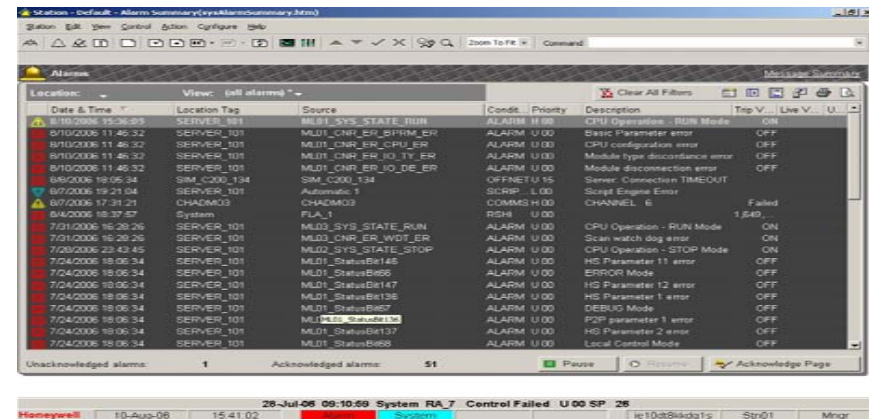 Station - Default - Alarm Summary(sysAlarmSummary.htm)
Station Edit View Control Action Configure Help
Zoom To Fit Command
Alarms Message Summary
Location: View: (all alarms) * Clear All Filters
Date & Time Location Tag Source Condit... Priority Description Trip V... Live V... U...
8/10/2006 15:36:05 SERVER_101 ML01_SYS_STATE_RUN ALARM H 00 CPU Operation - RUN Mode ON
8/10/2006 11:46:32 SERVER_101 ML01_CNR_ER_BPRM_ER ALARM U 00 Basic Parameter error OFF
8/10/2006 11:46:32 SERVER_101 ML01_CNR_ER_CPU_ER ALARM U 00 CPU configuration error OFF
8/10/2006 11:46:32 SERVER_101 ML01_CNR_ER_IO_TY_ER ALARM U 00 Module type discordance error OFF
8/10/2006 11:46:32 SERVER_101 ML01_CNR_ER_IO_DE_ER ALARM U 00 Module disconnection error OFF
8/8/2006 18:05:34 SIM_C200_134 SIM_C200_134 OFFNET U 15 Server: Connection TIMEOUT
8/7/2006 19:21:04 SERVER_101 Automatic 1 SCRIP... L 00 Script Engine Error
8/7/2006 17:31:21 CHADMO3 CHADMO3 COMMS H 00 CHANNEL 6 Failed
8/4/2006 18:37:57 System FLA_1 RSHI U 00 1,649,...
7/31/2006 16:28:26 SERVER_101 ML03_SYS_STATE_RUN ALARM U 00 CPU Operation - RUN Mode ON
7/31/2006 16:28:26 SERVER_101 ML03_CNR_ER_WDT_ER ALARM U 00 Scan watch dog error ON
7/28/2006 23:43:45 SERVER_101 ML02_SYS_STATE_STOP ALARM U 00 CPU Operation - STOP Mode ON
7/24/2006 18:06:34 SERVER_101 ML01_StatusBit146 ALARM U 00 HS Parameter 11 error OFF
7/24/2006 18:06:34 SERVER_101 ML01_StatusBit66 ALARM U 00 ERROR Mode OFF
7/24/2006 18:06:34 SERVER_101 ML01_StatusBit147 ALARM U 00 HS Parameter 12 error OFF
7/24/2006 18:06:34 SERVER_101 ML01_StatusBit136 ALARM U 00 HS Parameter 1 error OFF
7/24/2006 18:06:34 SERVER_101 ML01_StatusBit67 ALARM U 00 DEBUG Mode OFF
7/24/2006 18:06:34 SERVER_101 ML01_StatusBit136 ALARM U 00 P2P parameter 1 error OFF
7/24/2006 18:06:34 SERVER_101 ML01_StatusBit137 ALARM U 00 HS Parameter 2 error OFF
7/24/2006 18:06:34 SERVER_101 ML01_StatusBit68 ALARM U 00 Local Control Mode OFF
Unacknowledged alarms: 1 Acknowledged alarms: 51 Pause Resume Acknowledge Page
28-Jul-06 09:10:59 System RA_7 Control Failed U 00 SP 26
Honeywell 10-Aug-06 15:41:02 Alarm System Stn01 Mngr